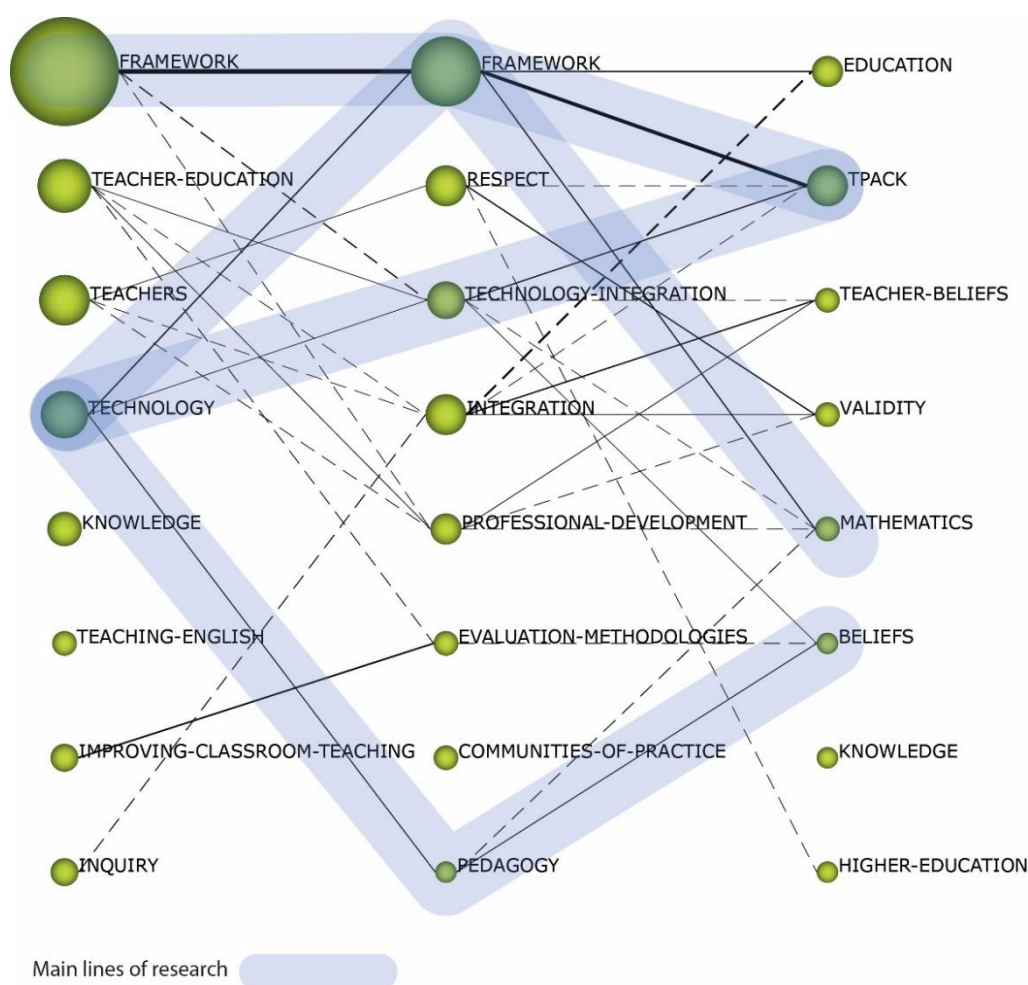 FRAMEWORK
FRAMEWORK
EDUCATION
TEACHER-EDUCATION
RESPECT
TPACK
TEACHERS
TECHNOLOGY-INTEGRATION
TEACHER-BELIEFS
TECHNOLOGY
INTEGRATION
VALIDITY
KNOWLEDGE
PROFESSIONAL-DEVELOPMENT
MATHEMATICS
TEACHING-ENGLISH
EVALUATION-METHODOLOGIES
BELIEFS
IMPROVING-CLASSROOM-TEACHING
COMMUNITIES-OF-PRACTICE
KNOWLEDGE
INQUIRY
PEDAGOGY
HIGHER-EDUCATION
Main lines of research